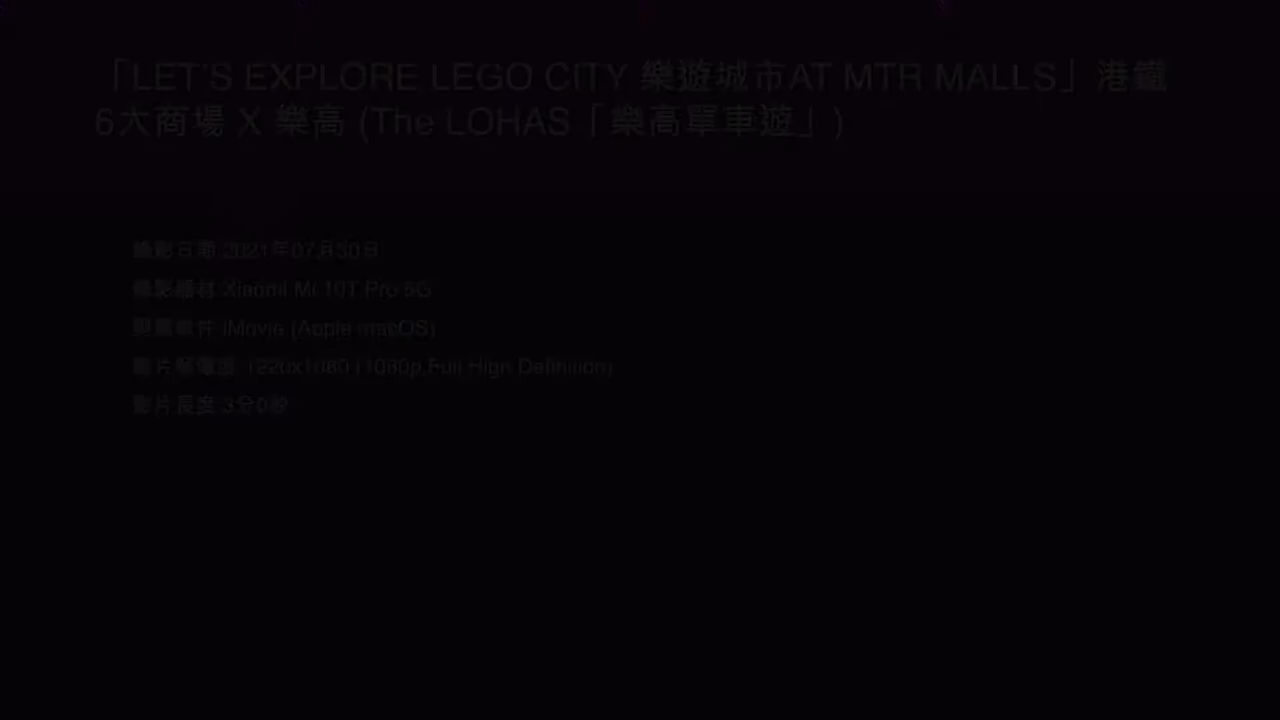 「LET'S EXPLORE LEGO CITY 樂遊城市AT MTR MALLS」港鐵
6大商場 X 樂高 (The LOHAS「樂高單車遊」)
攝影日期:2021年07月30日
攝影器材:Xiaomi Mi 10T Pro 5G
剪輯軟件:iMovie (Apple macOS)
影片解像度: 1920x1080 (1080p,Full High Definition)
影片長度:3分0秒